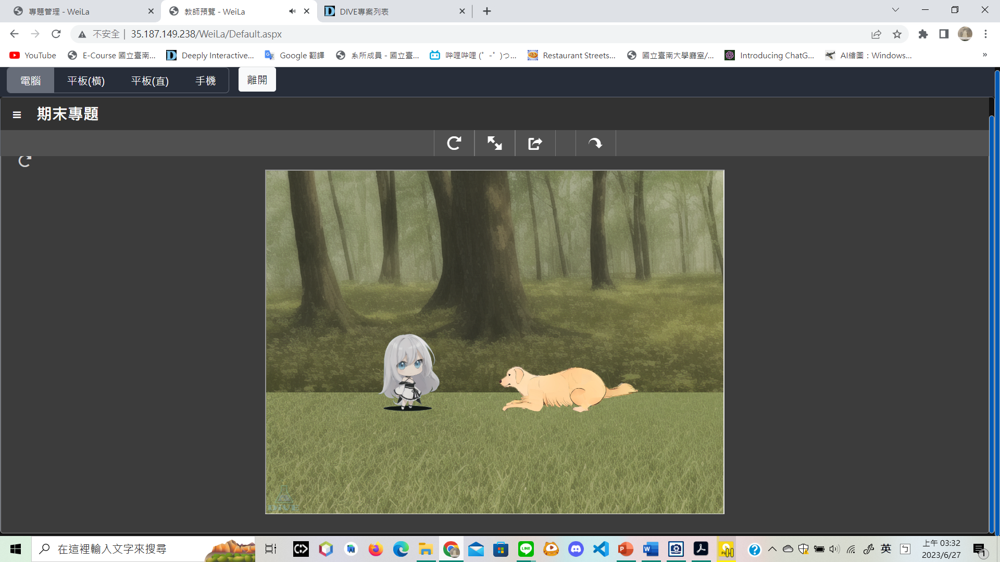 專題管理 - WeiLa
教師預覽 - WeiLa
DIVE專案列表
不安全 | 35.187.149.238/WeiLa/Default.aspx
YouTube
E-Course 國立臺南...
Deeply Interactive...
Google 翻譯
系所成員 - 國立臺...
哔哩哔哩 (゜-゜)つ...
Restaurant Streets...
國立臺南大學廳室/...
Introducing ChatG...
AI繪圖：Windows...
»
電腦
平板(橫)
平板(直)
手機
離開
期末專題
DIVE
在這裡輸入文字來搜尋
英
上午 03:32
2023/6/27
1